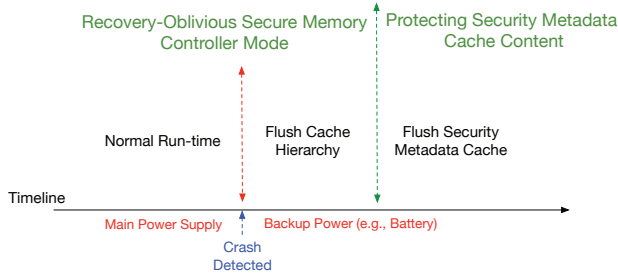 Recovery-Oblivious Secure Memory
Controller Mode
Protecting Security Metadata
Cache Content
Normal Run-time
Flush Cache
Hierarchy
Flush Security
Metadata Cache
Timeline
Main Power Supply
Backup Power (e.g., Battery)
Crash
Detected